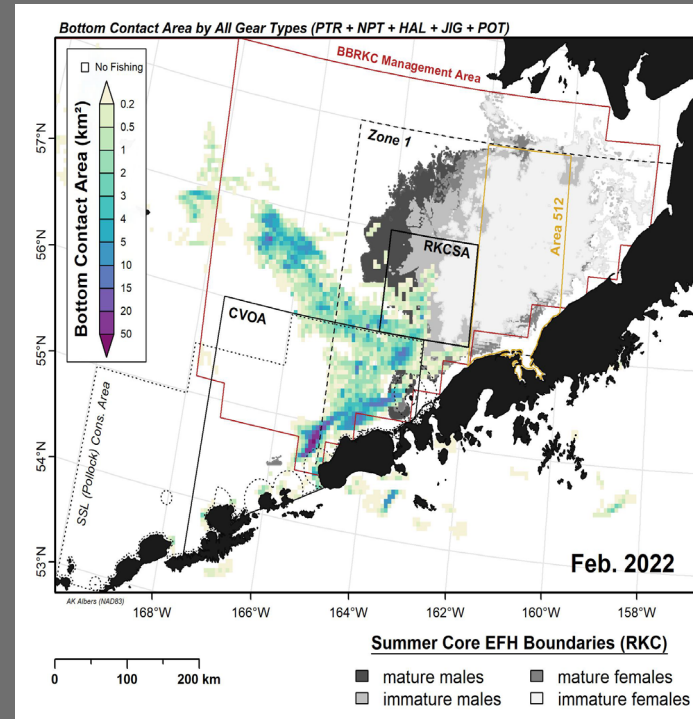 Bottom Contact Area by All Gear Types (PTR + NPT + HAL + JIG + POT)
BBRKC Management Area
No Fishing
Bottom Contact Area (km²)
0.2
0.5
1
2
3
4
5
10
15
20
50
Zone 1
RKCSA
Area 512
CVOA
SSL (Pollock) Cons. Area
57°N
56°N
55°N
54°N
53°N
Feb. 2022
AK Albers (NAD83)
168°W
166°W
164°W
162°W
160°W
158°W
0
100
200 km
Summer Core EFH Boundaries (RKC)
mature males
mature females
immature males
immature females